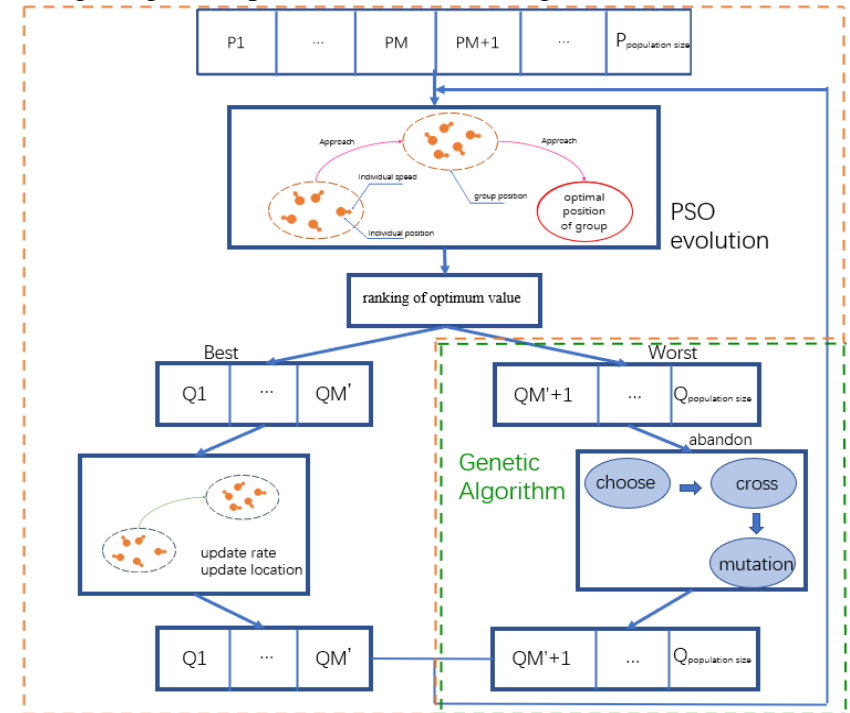 P1
...
PM
PM+1
...
Ppopulation size
Approach
Approach
Individual speed
group position
Individual position
optimal
position
of group
PSO
evolution
ranking of optimum value
Best
Worst
Q1
...
QM'
QM'+1
...
Qpopulation size
abandon
Genetic
Algorithm
choose
cross
mutation
update rate
update location
Q1
...
QM'
QM'+1
...
Qpopulation size